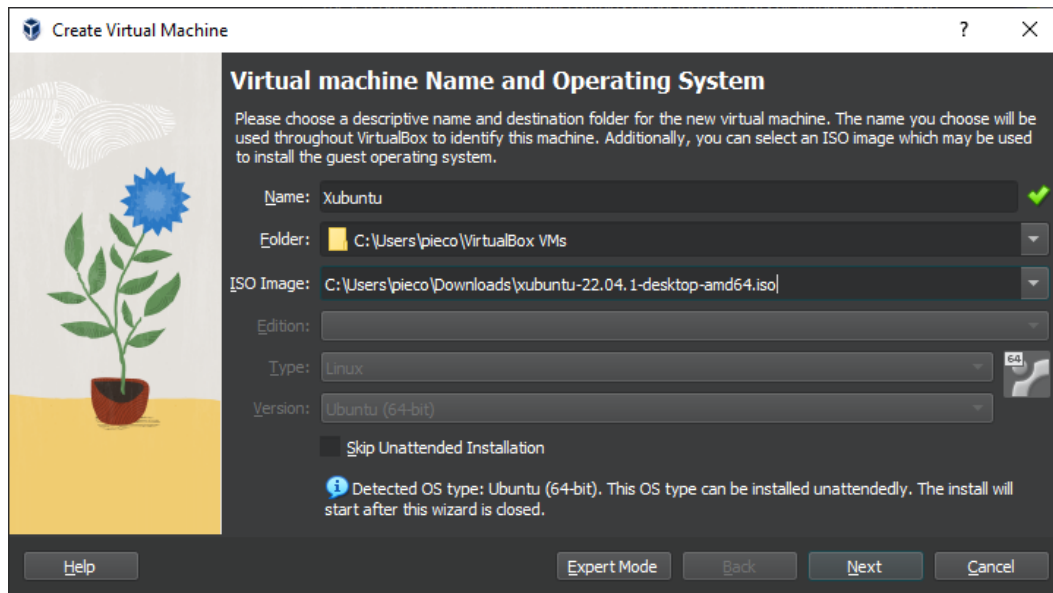 Create Virtual Machine
?
Virtual machine Name and Operating System
Please choose a descriptive name and destination folder for the new virtual machine. The name you choose will be
used throughout VirtualBox to identify this machine. Additionally, you can select an ISO image which may be used
to install the guest operating system.
Name: Xubuntu
Folder: C:\Users\pieco\VirtualBox VMs
ISO Image: C:\Users\pieco\Downloads\xubuntu-22.04.1-desktop-amd64.iso
Edition:
Type: Linux
64
Version: Ubuntu (64-bit)
Skip Unattended Installation
Detected OS type: Ubuntu (64-bit). This OS type can be installed unattendedly. The install will
start after this wizard is closed.
Help Expert Mode Back Next Cancel